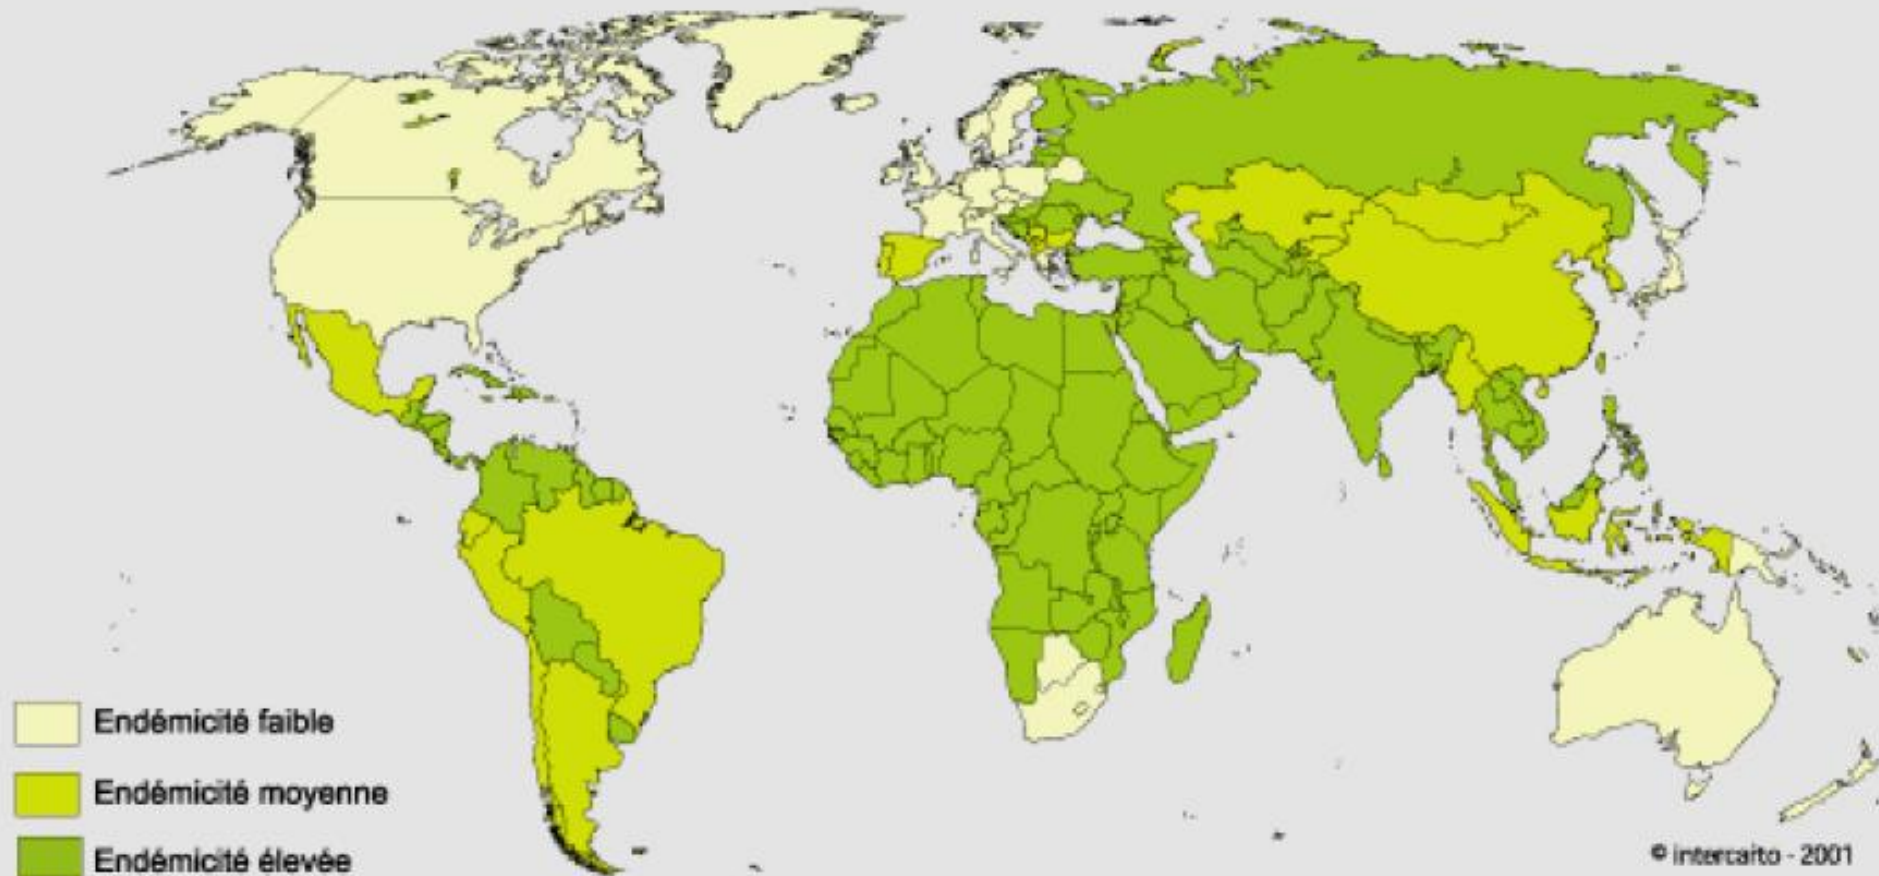 Endémicité faible
Endémicité moyenne
Endémicité élevée
© intercarto - 2001